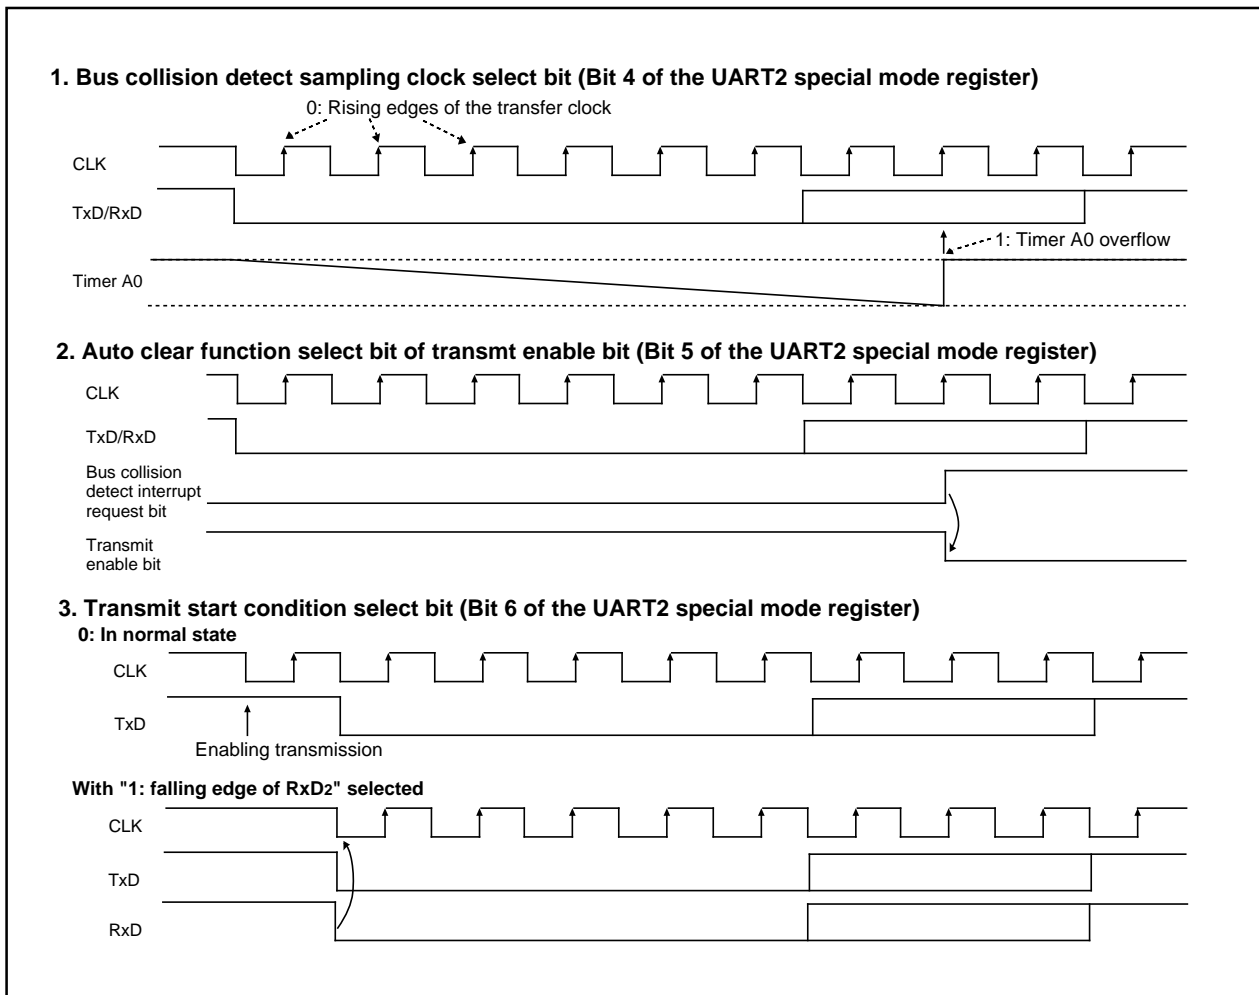 1. Bus collision detect sampling clock select bit (Bit 4 of the UART2 special mode register)
0: Rising edges of the transfer clock
CLK
TxD/RxD
1: Timer A0 overflow
Timer A0
2. Auto clear function select bit of transmt enable bit (Bit 5 of the UART2 special mode register)
CLK
TxD/RxD
Bus collision
detect interrupt
request bit
Transmit
enable bit
3. Transmit start condition select bit (Bit 6 of the UART2 special mode register)
0: In normal state
CLK
TxD
Enabling transmission
With "1: falling edge of RxD2" selected
CLK
TxD
RxD